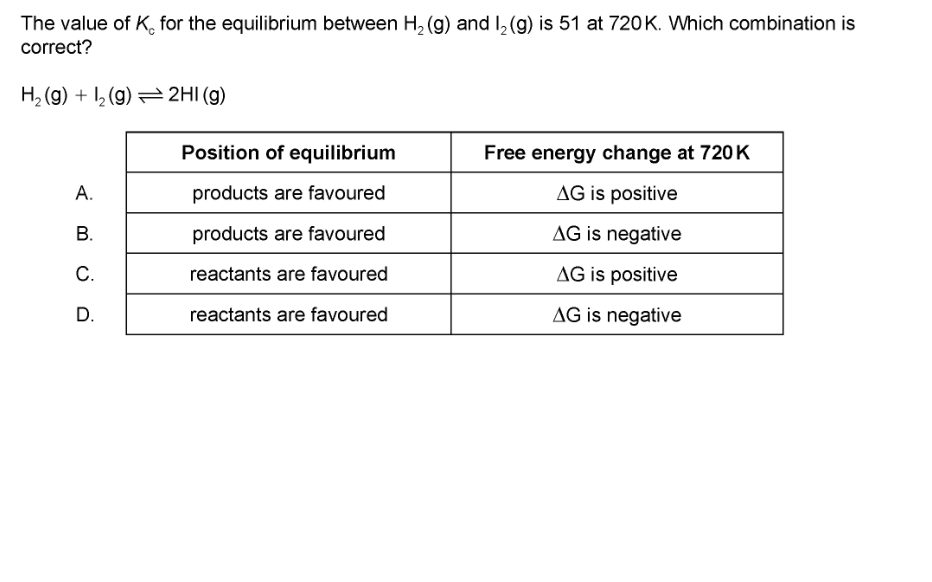 The value of K꜀ for the equilibrium between H₂(g) and I₂(g) is 51 at 720K. Which combination is
correct?
H₂(g) + I₂(g) ⇌ 2HI(g)
Position of equilibrium Free energy change at 720K
A. products are favoured ΔG is positive
B. products are favoured ΔG is negative
C. reactants are favoured ΔG is positive
D. reactants are favoured ΔG is negative